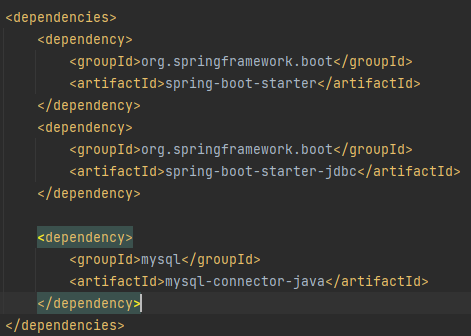 <dependencies>
<dependency>
<groupId>org.springframework.boot</groupId>
<artifactId>spring-boot-starter</artifactId>
</dependency>
<dependency>
<groupId>org.springframework.boot</groupId>
<artifactId>spring-boot-starter-jdbc</artifactId>
</dependency>
<dependency>
<groupId>mysql</groupId>
<artifactId>mysql-connector-java</artifactId>
</dependency>
</dependencies>